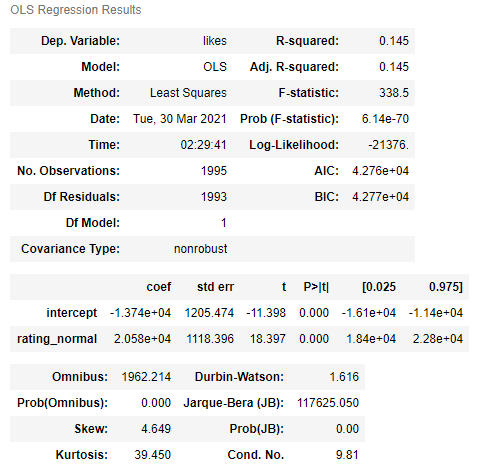 OLS Regression Results
Dep. Variable: likes R-squared: 0.145
Model: OLS Adj. R-squared: 0.145
Method: Least Squares F-statistic: 338.5
Date: Tue, 30 Mar 2021 Prob (F-statistic): 6.14e-70
Time: 02:29:41 Log-Likelihood: -21376.
No. Observations: 1995 AIC: 4.276e+04
Df Residuals: 1993 BIC: 4.277e+04
Df Model: 1
Covariance Type: nonrobust
coef std err t P>|t| [0.025 0.975]
intercept -1.374e+04 1205.474 -11.398 0.000 -1.61e+04 -1.14e+04
rating_normal 2.058e+04 1118.396 18.397 0.000 1.84e+04 2.28e+04
Omnibus: 1962.214 Durbin-Watson: 1.616
Prob(Omnibus): 0.000 Jarque-Bera (JB): 117625.050
Skew: 4.649 Prob(JB): 0.00
Kurtosis: 39.450 Cond. No. 9.81